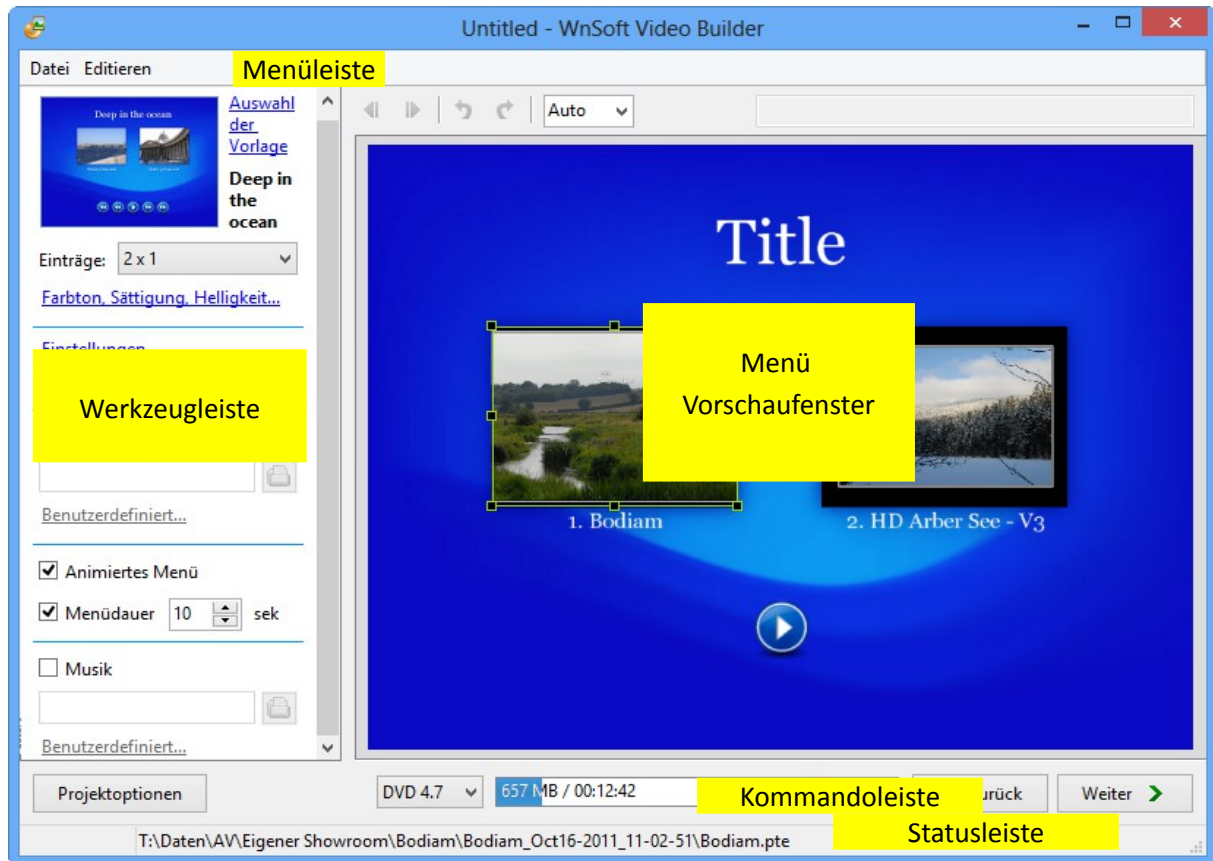 Untitled - WnSoft Video Builder
Datei Editieren
Menüleiste
Deep in the ocean
Auswahl
der
Vorlage
Deep in
the
ocean
Einträge: 2 x 1
Farbton, Sättigung, Helligkeit...
Einstellungen
Werkzeugleiste
Benutzerdefiniert...
Animiertes Menü
Menüdauer 10 sek
Musik
Benutzerdefiniert...
Auto
Title
Menü
Vorschaufenster
1. Bodiam
2. HD Arber See - V3
Projektoptionen
DVD 4.7
657 MB / 00:12:42
Kommandoleiste
Weiter
Statusleiste
T:\Daten\AV\Eigener Showroom\Bodiam\Bodiam_Oct16-2011_11-02-51\Bodiam.pte